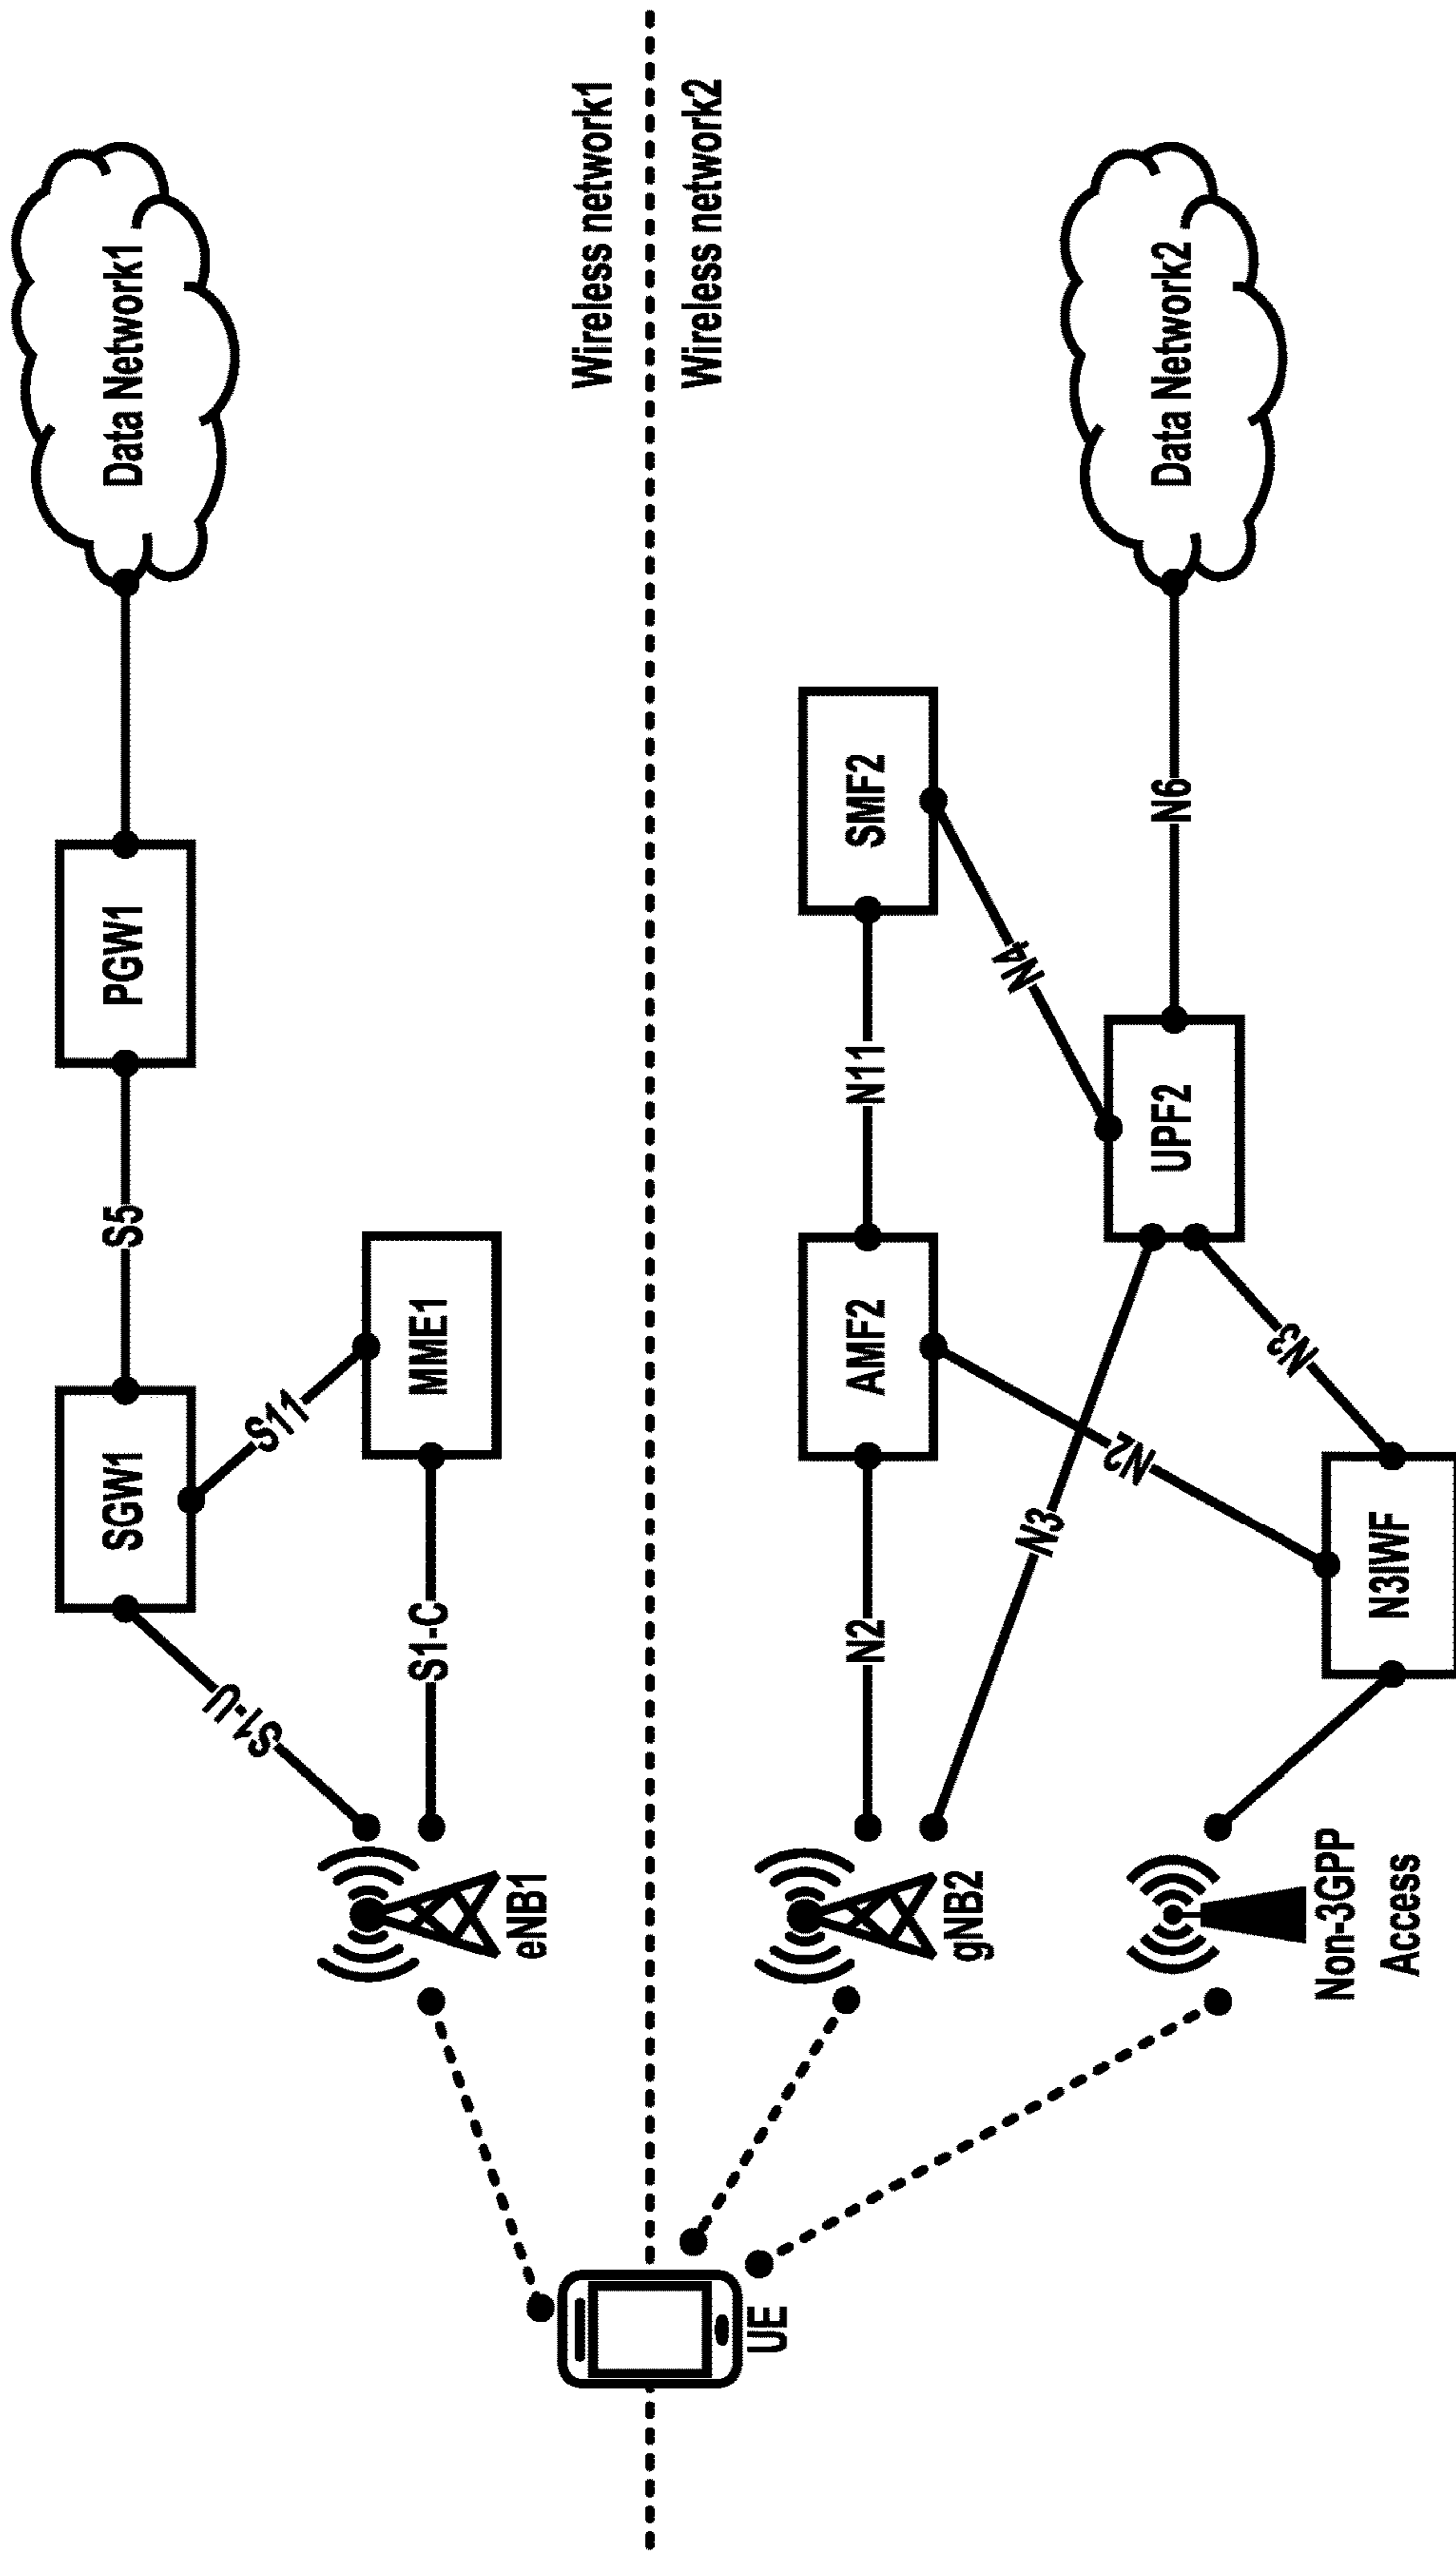 Data Network1
PGW1
S5
SGW1
S11
MME1
S1-U
S1-C
eNB1
Wireless network1
Wireless network2
UE
gNB2
N2
AMF2
N11
SMF2
N4
N3
N2
UPF2
N6
Data Network2
N3
N3IWF
Non-3GPP
Access